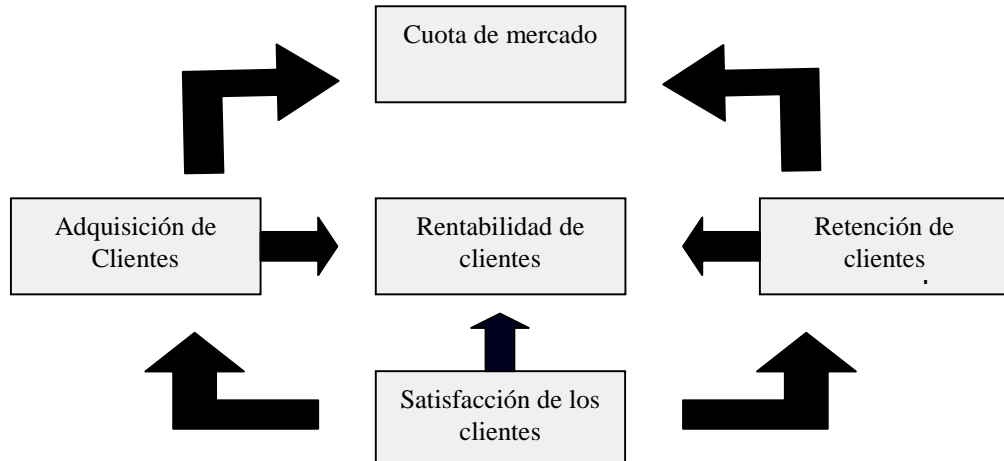 Cuota de mercado
Adquisición de
Clientes
Rentabilidad de
clientes
Retención de
clientes
.
Satisfacción de los
clientes